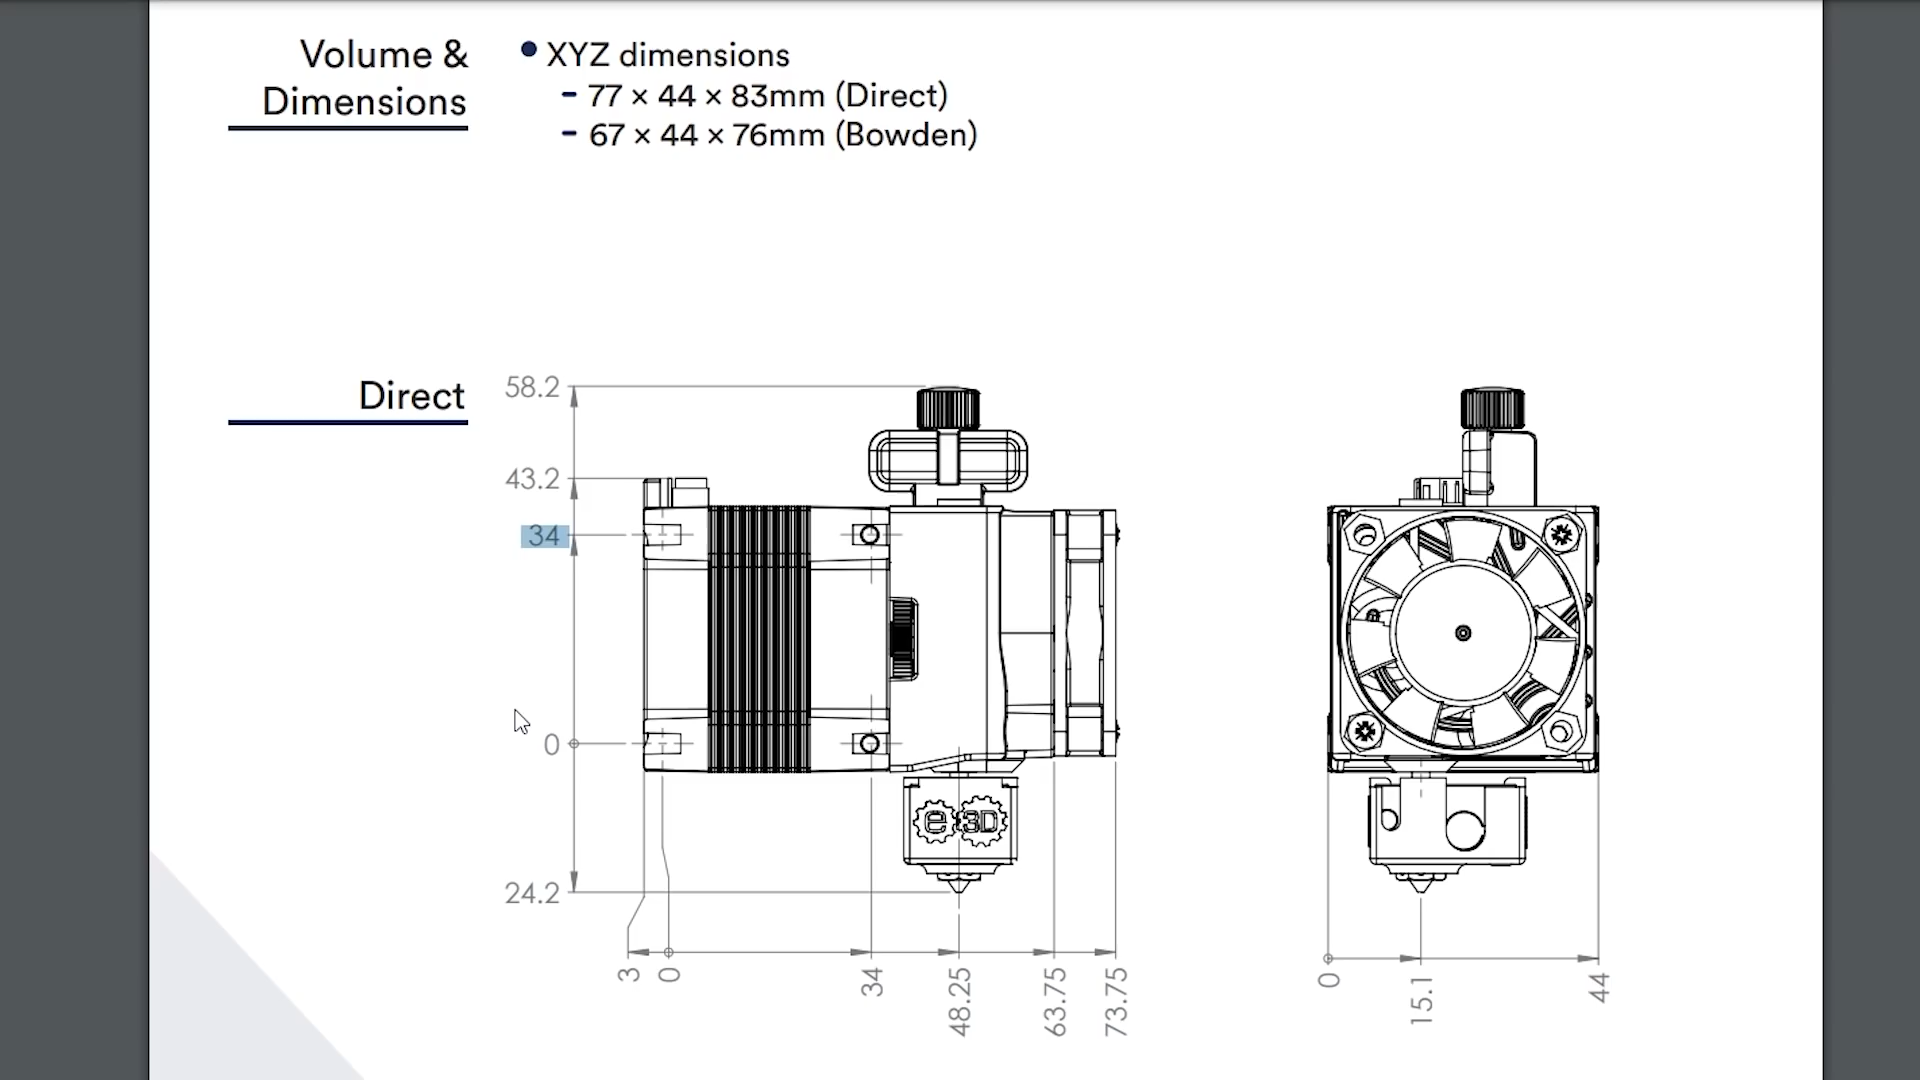 Volume &
Dimensions
● XYZ dimensions
- 77 × 44 × 83mm (Direct)
- 67 × 44 × 76mm (Bowden)
Direct
58.2
43.2
34
0
24.2
e3D
3
0
34
48.25
63.75
73.75
0
15.1
44